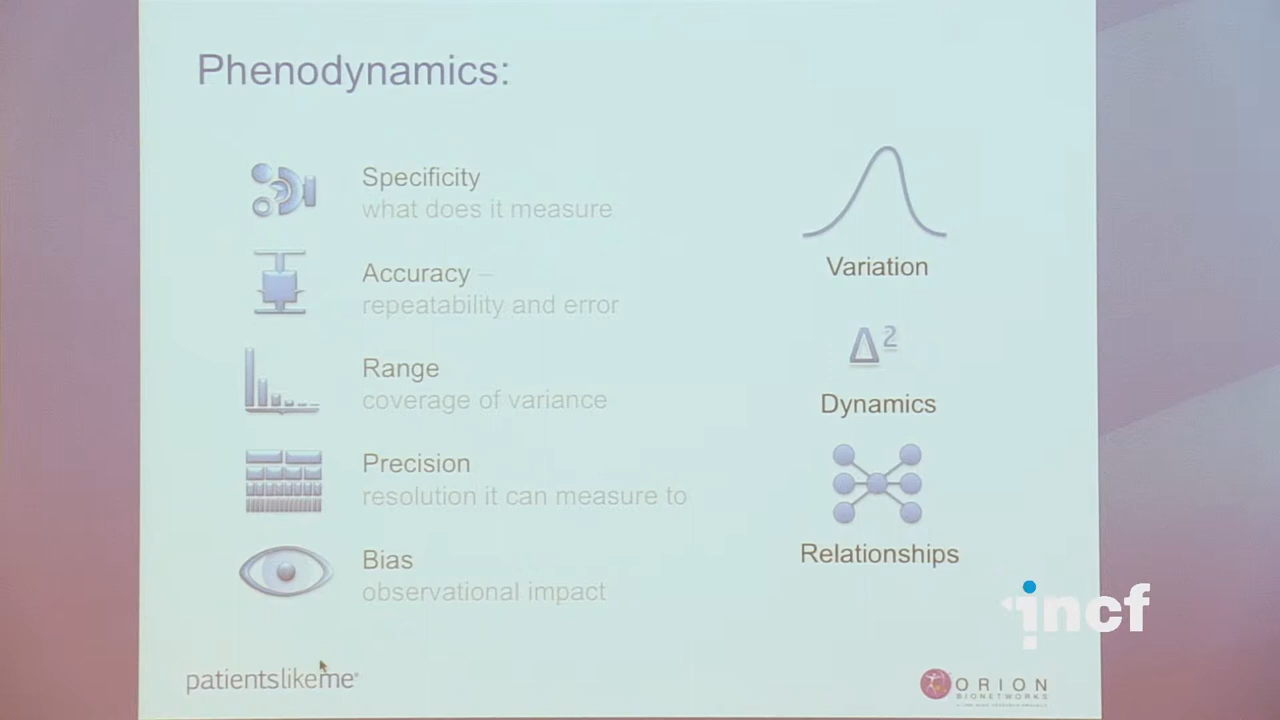 Phenodynamics:
Specificity
what does it measure
Accuracy –
repeatability and error
Range
coverage of variance
Precision
resolution it can measure to
Bias
observational impact
Variation
Δ²
Dynamics
Relationships
incf
patientslikeme®
ORION
BIONETWORKS